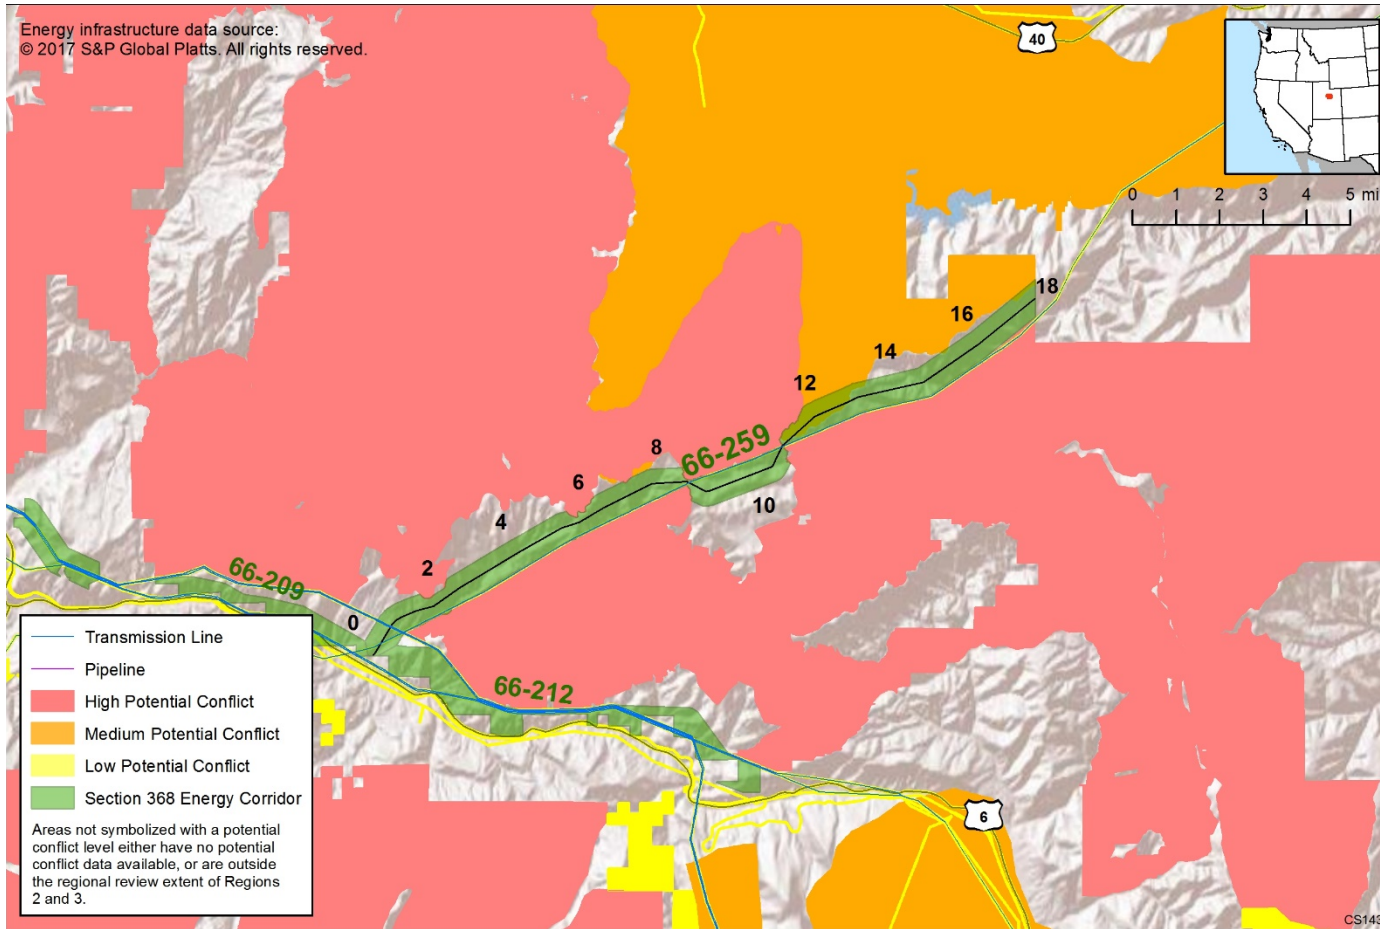 Energy infrastructure data source:
© 2017 S&P Global Platts. All rights reserved.
40
0 1 2 3 4 5 mi
18
16
14
12
66-259
8
6
10
4
2
66-209
0
66-212
Transmission Line
Pipeline
High Potential Conflict
Medium Potential Conflict
Low Potential Conflict
Section 368 Energy Corridor
Areas not symbolized with a potential
conflict level either have no potential
conflict data available, or are outside
the regional review extent of Regions
2 and 3.
6
CS143